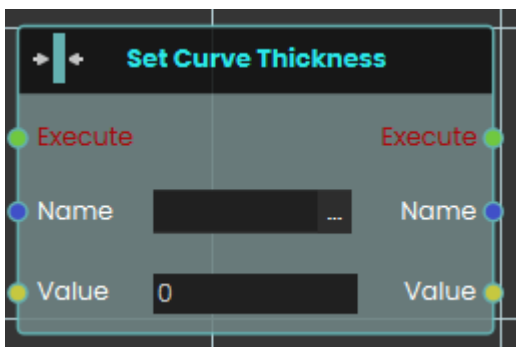 Set Curve Thickness
Execute Execute
Name ... Name
Value 0 Value